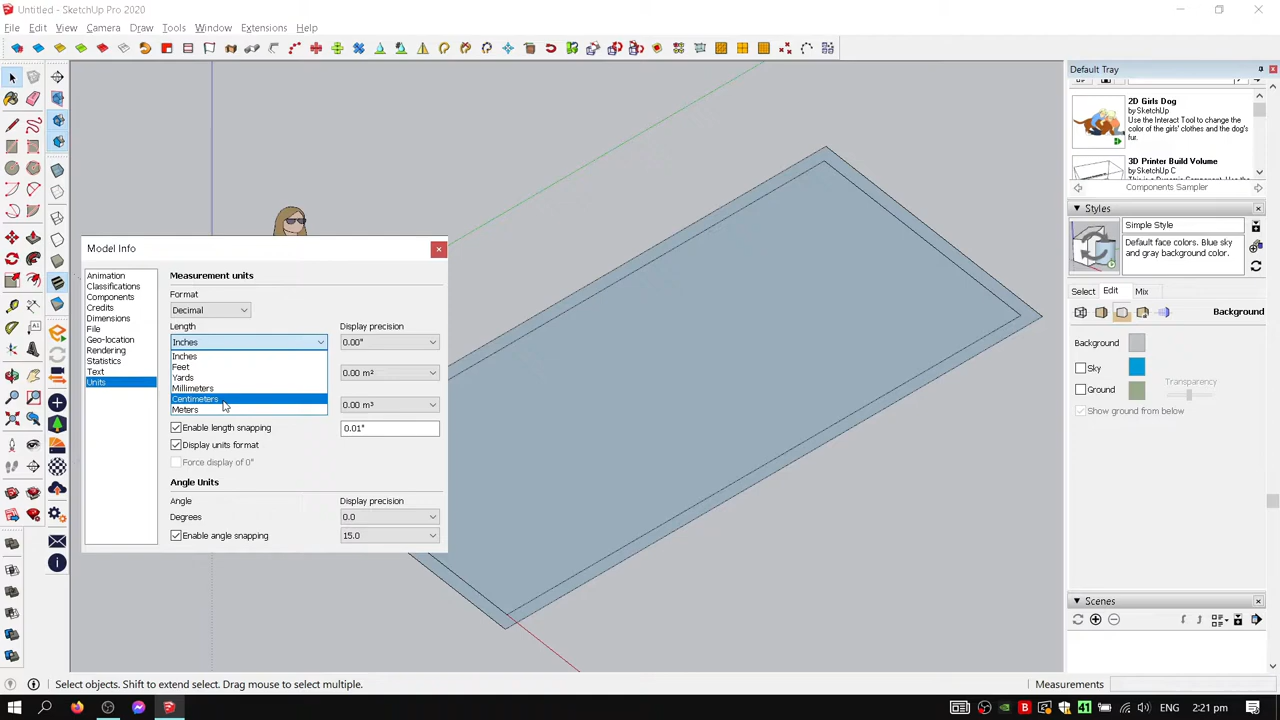 Untitled - SketchUp Pro 2020
File Edit View Camera Draw Tools Window Extensions Help
Default Tray
2D Girls Dog
by SketchUp
Use the Interact Tool to change
the color of the girls' clothes and the dog's
fur.
3D Printer Build Volume
by SketchUp C
Components Sampler
Styles
Simple Style
Default face colors. Blue sky
and gray background color.
Select Edit Mix
Background
Background
Sky
Ground
Transparency
Show ground from below
Scenes
Model Info
Animation
Classifications
Components
Credits
Dimensions
File
Geo-location
Rendering
Statistics
Text
Units
Measurement units
Format
Decimal
Length
Display precision
Inches
0.00"
Inches
Feet
Yards
Millimeters
Centimeters
Meters
0.00 m²
0.00 m³
Enable length snapping
0.01"
Display units format
Force display of 0"
Angle Units
Angle
Display precision
Degrees
0.0
Enable angle snapping
15.0
Select objects. Shift to extend select. Drag mouse to select multiple.
Measurements
41
ENG
2:21 pm